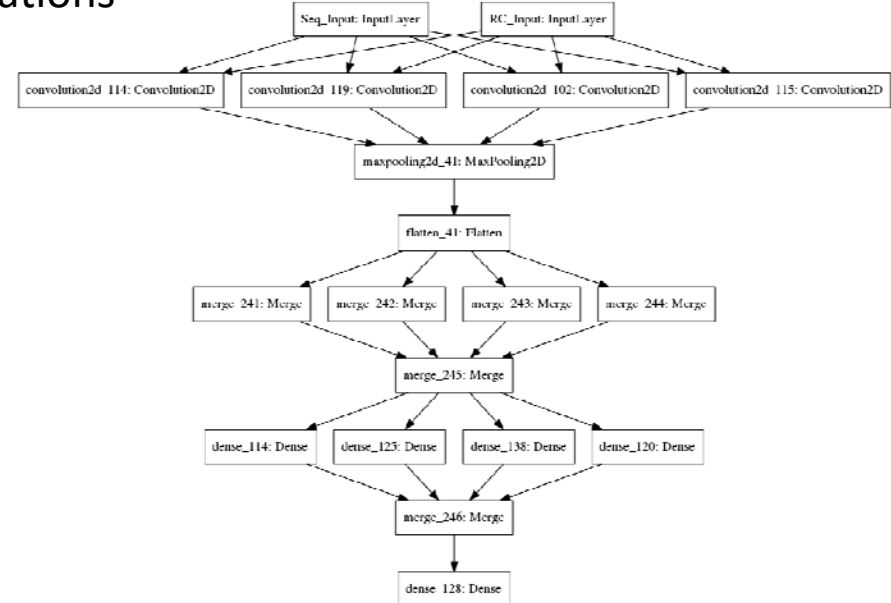 Seq_Input: InputLayer RC_Input: InputLayer
convolution2d_114: Convolution2D convolution2d_119: Convolution2D convolution2d_102: Convolution2D convolution2d_115: Convolution2D
maxpooling2d_41: MaxPooling2D
flatten_41: Flatten
merge_241: Merge merge_242: Merge merge_243: Merge merge_244: Merge
merge_245: Merge
dense_114: Dense dense_125: Dense dense_138: Dense dense_120: Dense
merge_246: Merge
dense_128: Dense